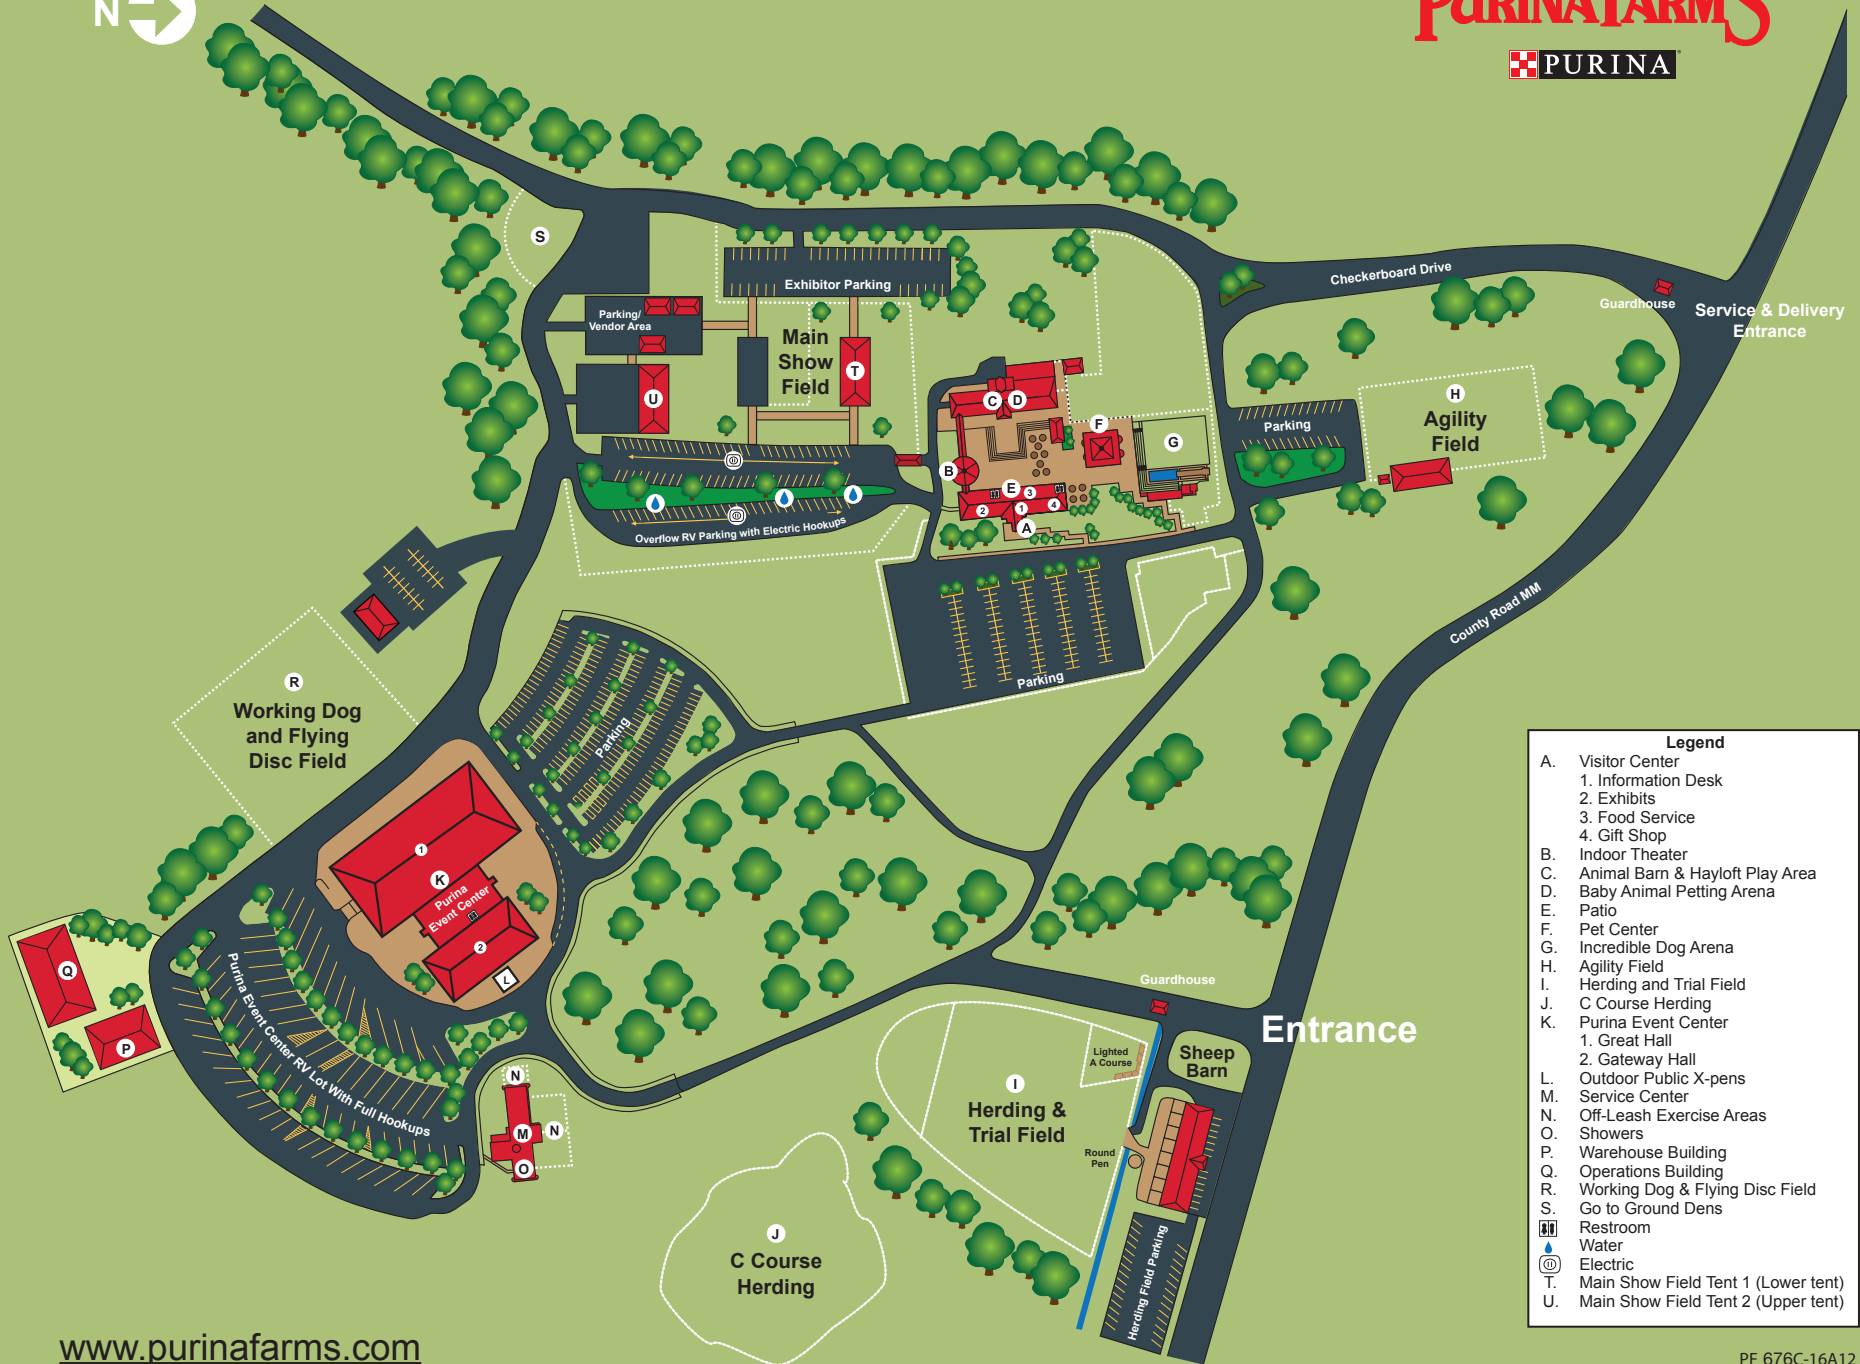 N
PURINA FARMS
PURINA
S
Exhibitor Parking
Checkerboard Drive
Guardhouse
Service & Delivery
Entrance
Parking/
Vendor Area
Main
Show
Field
T
U
C
D
F
G
H
Agility
Field
Parking
B
E
3
2
1
4
A
Overflow RV Parking with Electric Hookups
County Road MM
Parking
R
Working Dog
and Flying
Disc Field
Parking
1
K
Purina
Event Center
2
L
Q
P
Purina Event Center RV Lot With Full Hookups
N
M
N
O
Guardhouse
Entrance
Lighted
A Course
Sheep
Barn
I
Herding &
Trial Field
Round
Pen
J
C Course
Herding
Herding Field Parking
Legend
A. Visitor Center
1. Information Desk
2. Exhibits
3. Food Service
4. Gift Shop
B. Indoor Theater
C. Animal Barn & Hayloft Play Area
D. Baby Animal Petting Arena
E. Patio
F. Pet Center
G. Incredible Dog Arena
H. Agility Field
I. Herding and Trial Field
J. C Course Herding
K. Purina Event Center
1. Great Hall
2. Gateway Hall
L. Outdoor Public X-pens
M. Service Center
N. Off-Leash Exercise Areas
O. Showers
P. Warehouse Building
Q. Operations Building
R. Working Dog & Flying Disc Field
S. Go to Ground Dens
Restroom
Water
Electric
T. Main Show Field Tent 1 (Lower tent)
U. Main Show Field Tent 2 (Upper tent)
www.purinafarms.com
PF 676C-16A12